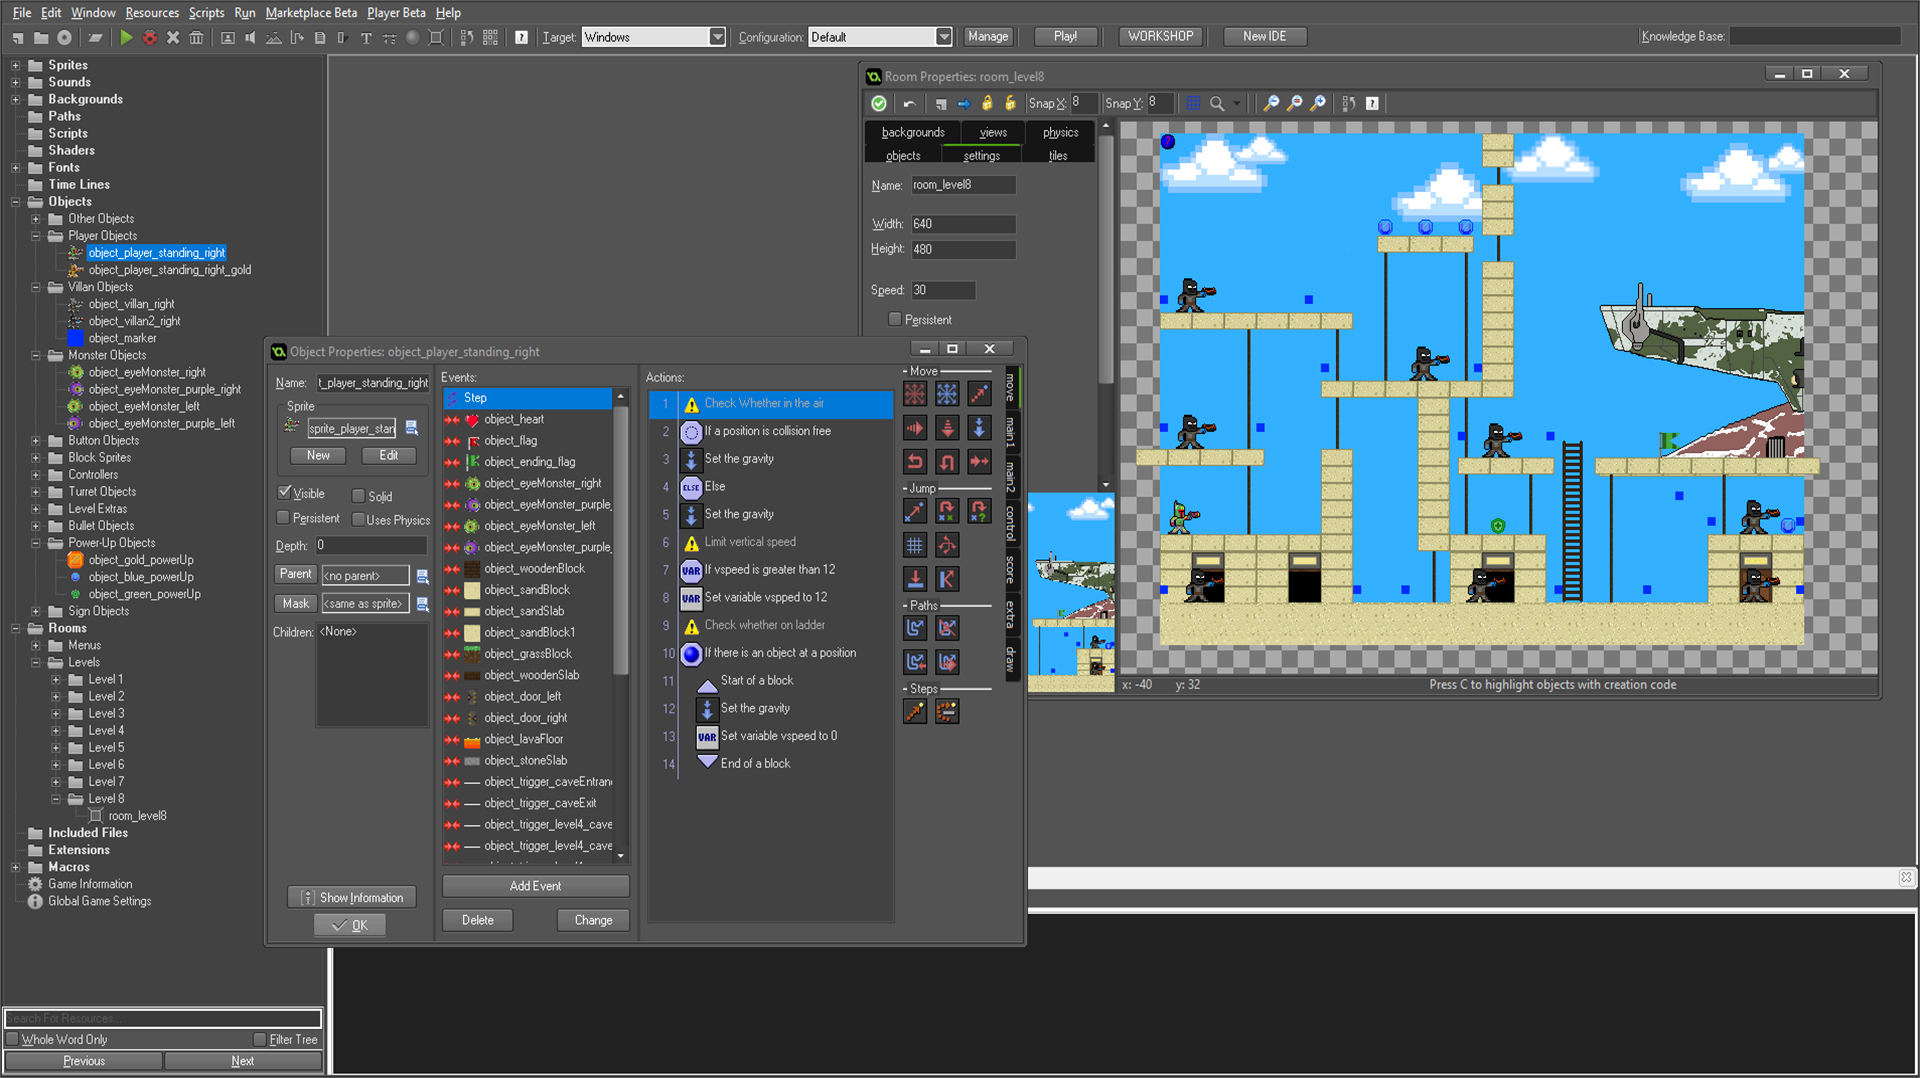 File Edit Window Resources Scripts Run Marketplace Beta Player Beta Help
Target: Windows Configuration: Default Manage Play! WORKSHOP New IDE Knowledge Base:
Sprites
Sounds
Backgrounds
Paths
Scripts
Shaders
Fonts
Time Lines
Objects
Other Objects
Player Objects
object_player_standing_right
object_player_standing_right_gold
Villan Objects
object_villan_right
object_villan2_right
object_marker
Monster Objects
object_eyeMonster_right
object_eyeMonster_purple_right
object_eyeMonster_left
object_eyeMonster_purple_left
Button Objects
Block Sprites
Controllers
Turret Objects
Level Extras
Bullet Objects
Power-Up Objects
object_gold_powerUp
object_blue_powerUp
object_green_powerUp
Sign Objects
Rooms
Menus
Levels
Level 1
Level 2
Level 3
Level 4
Level 5
Level 6
Level 7
Level 8
room_level8
Included Files
Extensions
Macros
Game Information
Global Game Settings
Search For Resources...
Whole Word Only Filter Tree
Previous Next
Object Properties: object_player_standing_right
Name: t_player_standing_right
Sprite
sprite_player_stan
New Edit
Visible Solid
Persistent Uses Physics
Depth: 0
Parent <no parent>
Mask <same as sprite>
Children: <None>
Show Information
OK
Events:
Step
object_heart
object_flag
object_ending_flag
object_eyeMonster_right
object_eyeMonster_purple_
object_eyeMonster_left
object_eyeMonster_purple_
object_woodenBlock
object_sandBlock
object_sandSlab
object_sandBlock1
object_grassBlock
object_woodenSlab
object_door_left
object_door_right
object_lavaFloor
object_stoneSlab
object_trigger_caveEntran
object_trigger_caveExit
object_trigger_level4_cave
object_trigger_level4_cave
Add Event
Delete Change
Actions:
1 Check Whether in the air
2 If a position is collision free
3 Set the gravity
4 ELSE Else
5 Set the gravity
6 Limit vertical speed
7 VAR If vspeed is greater than 12
8 VAR Set variable vspped to 12
9 Check whether on ladder
10 If there is an object at a position
11 Start of a block
12 Set the gravity
13 VAR Set variable vspeed to 0
14 End of a block
Move
Jump
Paths
Steps
move
main1
main2
control
score
extra
draw
Room Properties: room_level8
Snap X: 8 Snap Y: 8
backgrounds views physics
objects settings tiles
Name: room_level8
Width: 640
Height: 480
Speed: 30
Persistent
x: -40 y: 32 Press C to highlight objects with creation code